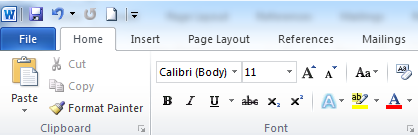 File Home Insert Page Layout References Mailings
Cut
Calibri (Body) 11 A A Aa
Copy
Paste
Format Painter
B I U abc X₂ X² A ab A
Clipboard Font